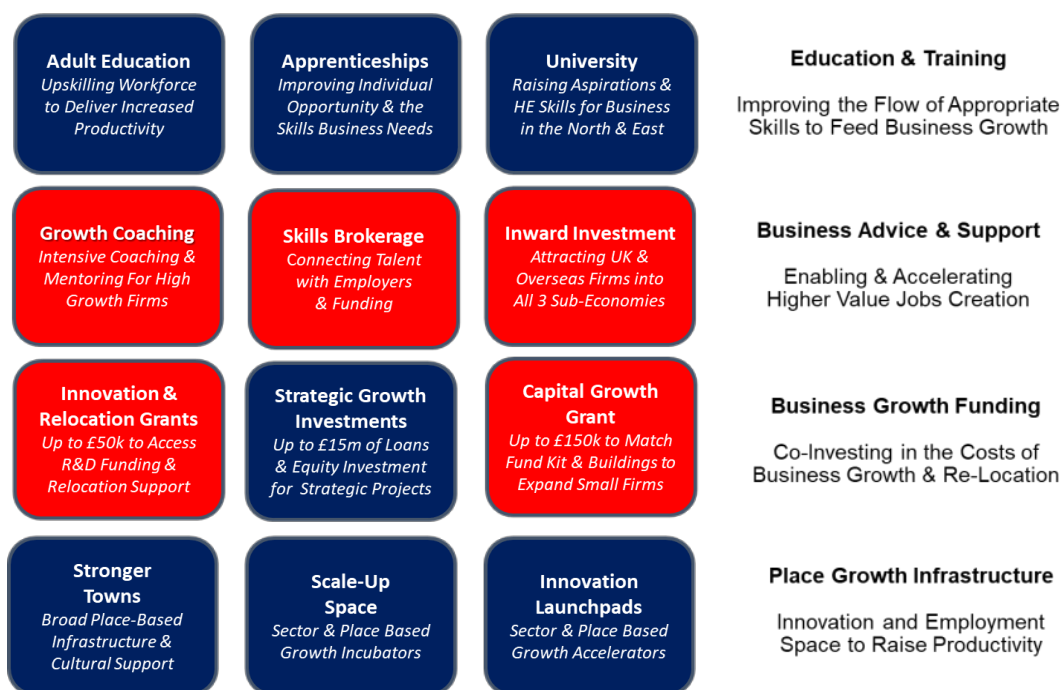 Adult Education
Upskilling Workforce
to Deliver Increased
Productivity
Apprenticeships
Improving Individual
Opportunity & the
Skills Business Needs
University
Raising Aspirations &
HE Skills for Business
in the North & East
Education & Training
Improving the Flow of Appropriate
Skills to Feed Business Growth
Growth Coaching
Intensive Coaching &
Mentoring For High
Growth Firms
Skills Brokerage
Connecting Talent
with Employers
& Funding
Inward Investment
Attracting UK &
Overseas Firms into
All 3 Sub-Economies
Business Advice & Support
Enabling & Accelerating
Higher Value Jobs Creation
Innovation &
Relocation Grants
Up to £50k to Access
R&D Funding &
Relocation Support
Strategic Growth
Investments
Up to £15m of Loans
& Equity Investment
for Strategic Projects
Capital Growth
Grant
Up to £150k to Match
Fund Kit & Buildings to
Expand Small Firms
Business Growth Funding
Co-Investing in the Costs of
Business Growth & Re-Location
Stronger
Towns
Broad Place-Based
Infrastructure &
Cultural Support
Scale-Up
Space
Sector & Place Based
Growth Incubators
Innovation
Launchpads
Sector & Place Based
Growth Accelerators
Place Growth Infrastructure
Innovation and Employment
Space to Raise Productivity